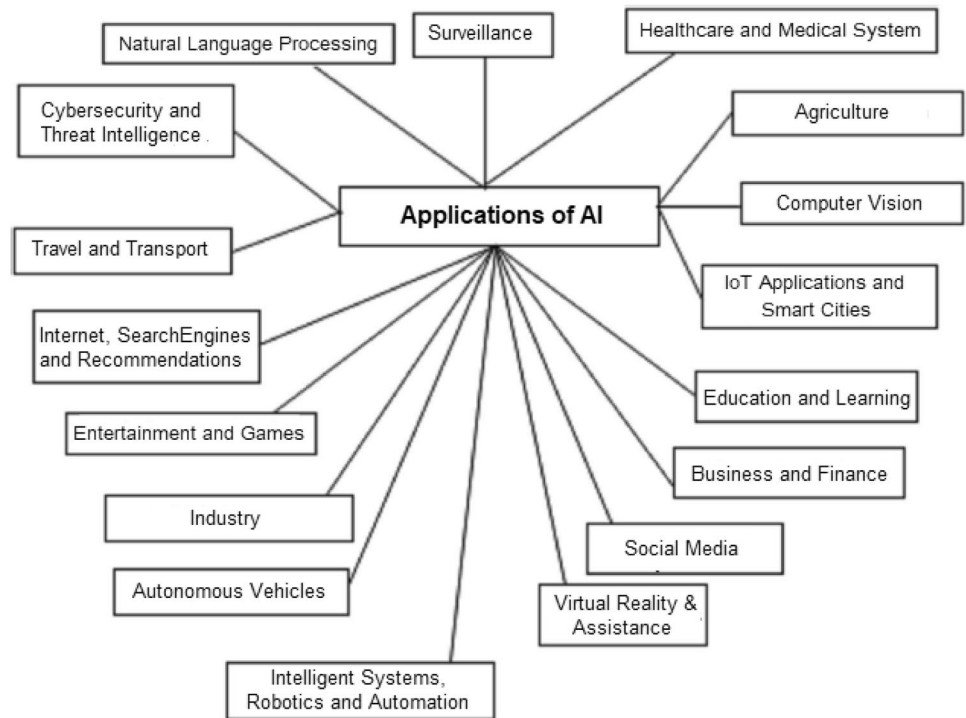 Natural Language Processing
Surveillance
Healthcare and Medical System
Cybersecurity and
Threat Intelligence .
Agriculture
Applications of AI
Computer Vision
Travel and Transport
IoT Applications and
Smart Cities
Internet, SearchEngines
and Recommendations
Education and Learning
Entertainment and Games
Business and Finance
Industry
Social Media
Autonomous Vehicles
Virtual Reality &
Assistance
Intelligent Systems,
Robotics and Automation